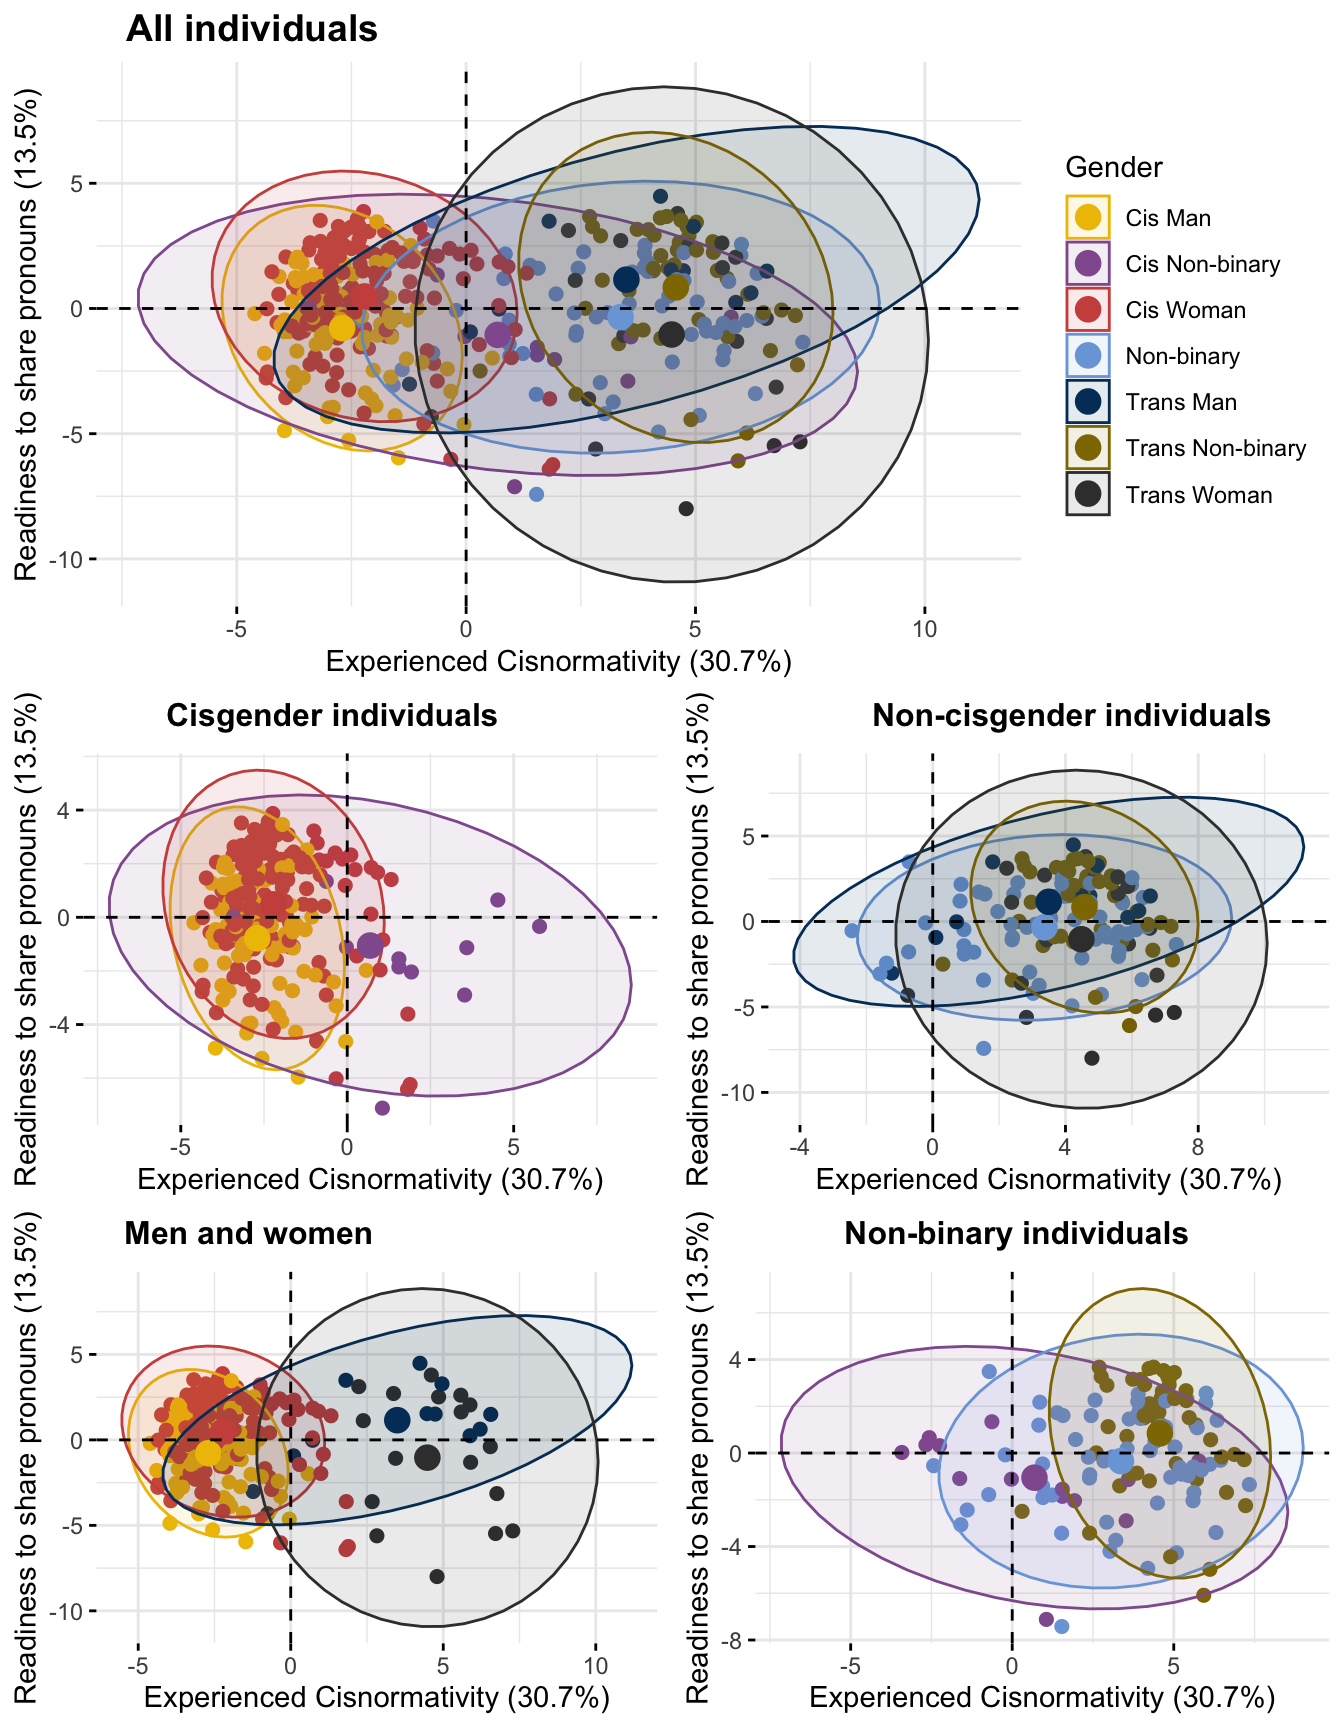 All individuals
Readiness to share pronouns (13.5%)
5
0
-5
-10
-5
0
5
10
Experienced Cisnormativity (30.7%)
Gender
Cis Man
Cis Non-binary
Cis Woman
Non-binary
Trans Man
Trans Non-binary
Trans Woman
Cisgender individuals
Readiness to share pronouns (13.5%)
4
0
-4
-5
0
5
Experienced Cisnormativity (30.7%)
Non-cisgender individuals
Readiness to share pronouns (13.5%)
5
0
-5
-10
-4
0
4
8
Experienced Cisnormativity (30.7%)
Men and women
Readiness to share pronouns (13.5%)
5
0
-5
-10
-5
0
5
10
Experienced Cisnormativity (30.7%)
Non-binary individuals
Readiness to share pronouns (13.5%)
4
0
-4
-8
-5
0
5
Experienced Cisnormativity (30.7%)